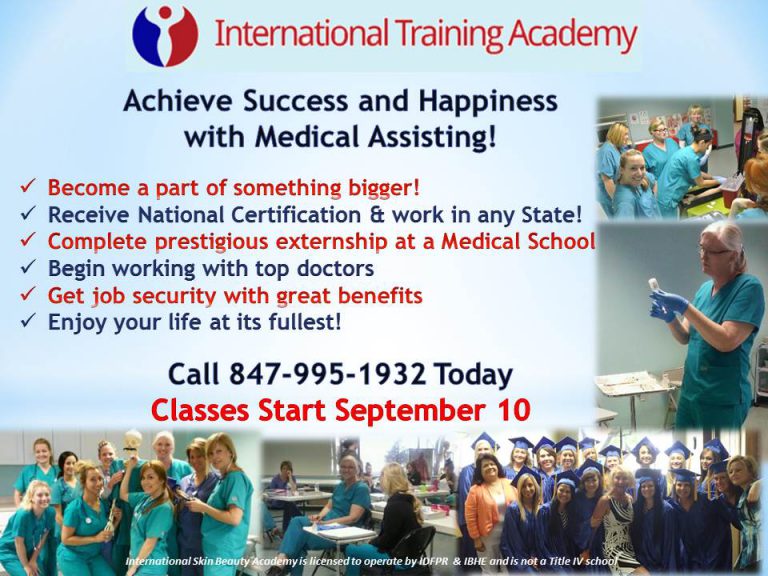 International Training Academy
Achieve Success and Happiness
with Medical Assisting!
✓ Become a part of something bigger!
✓ Receive National Certification & work in any State!
✓ Complete prestigious externship at a Medical School
✓ Begin working with top doctors
✓ Get job security with great benefits
✓ Enjoy your life at its fullest!
Call 847-995-1932 Today
Classes Start September 10
International Skin Beauty Academy is licensed to operate by IDFPR & IBHE and is not a Title IV school